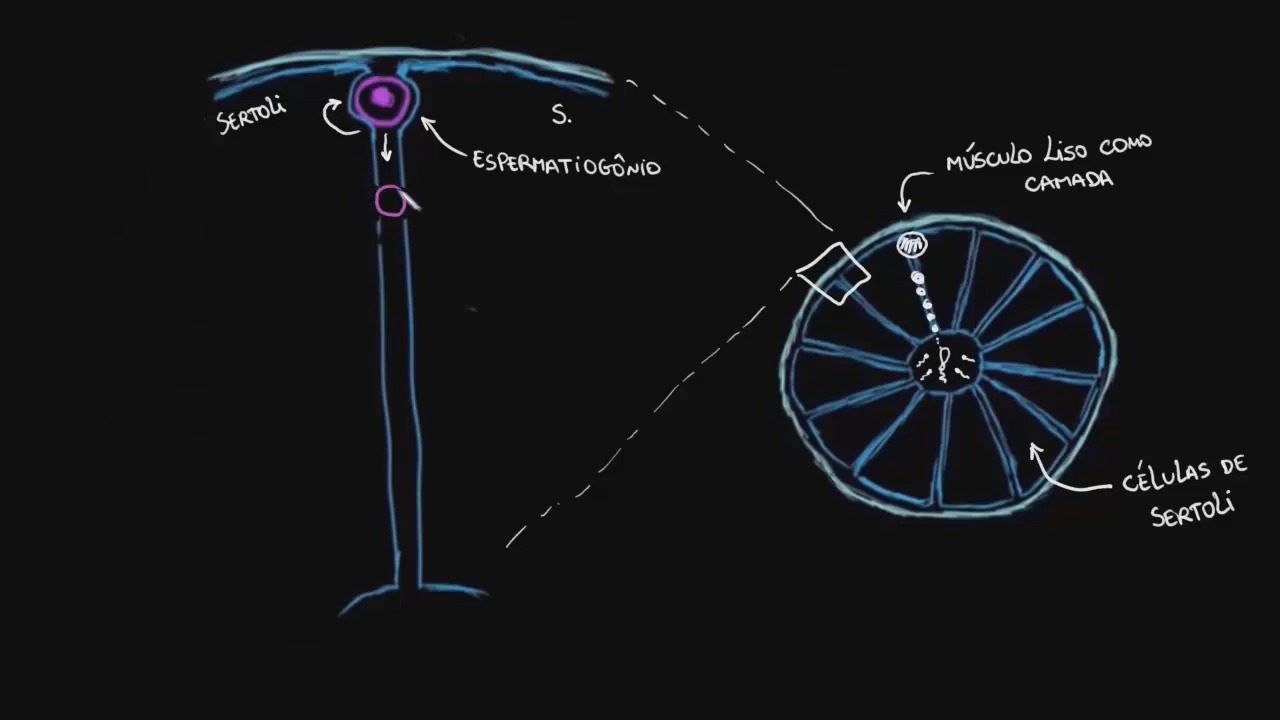 SERTOLI
S.
ESPERMATIOGÔNIO
MÚSCULO LISO COMO
CAMADA
CÉLULAS DE
SERTOLI